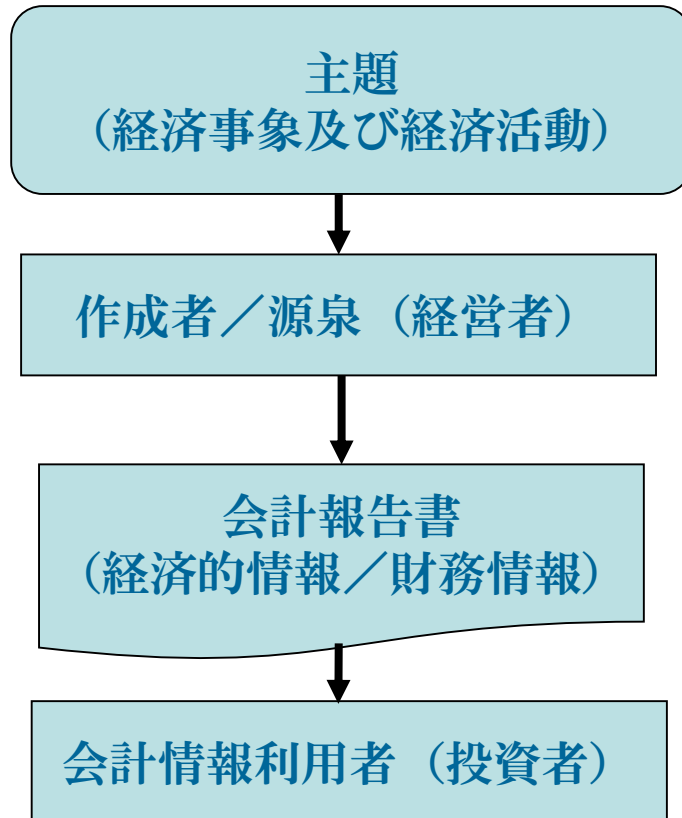 主題
（経済事象及び経済活動）
作成者／源泉（経営者）
会計報告書
（経済的情報／財務情報）
会計情報利用者（投資者）